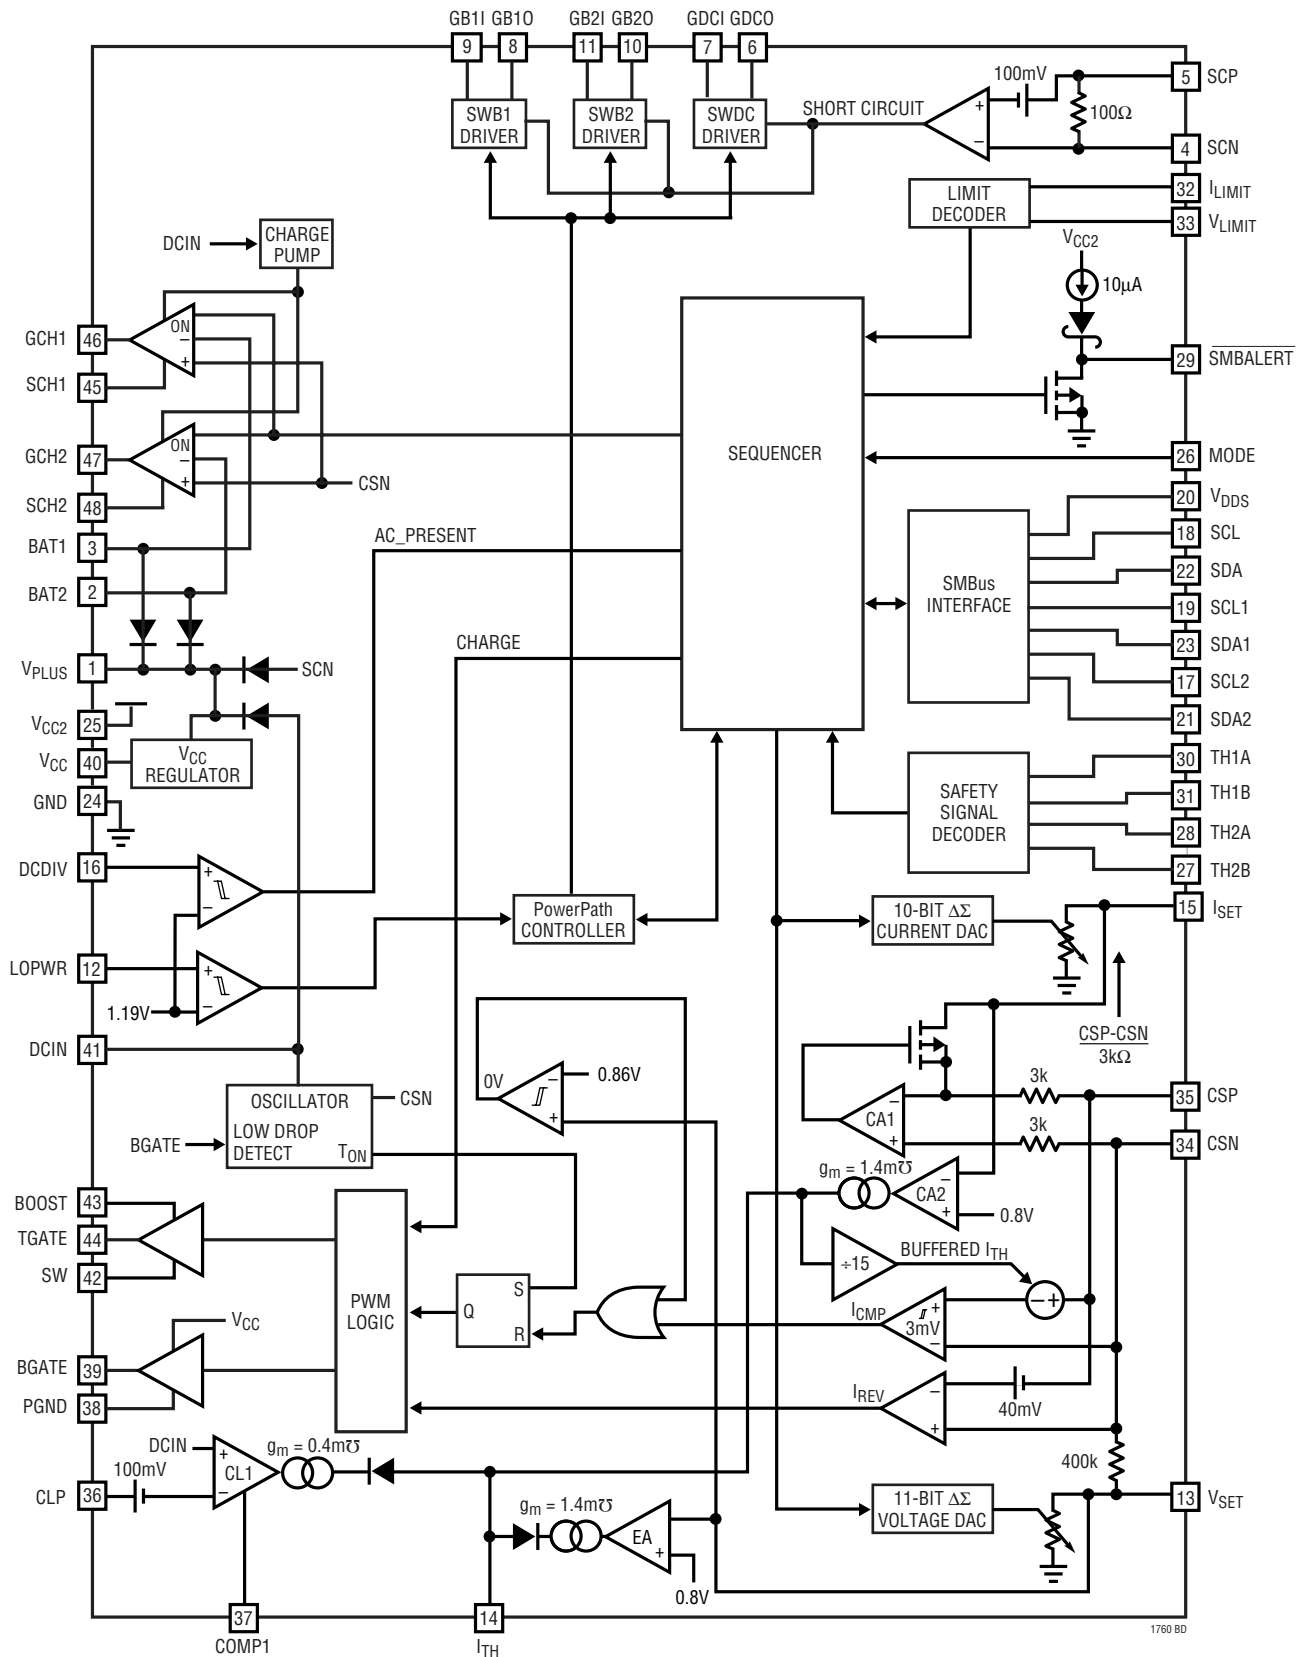 GB1I GB1O GB2I GB2O GDCI GDCO
9 8 11 10 7 6
SWB1 DRIVER
SWB2 DRIVER
SWDC DRIVER
SHORT CIRCUIT
+
−
100mV
100Ω
5 SCP
4 SCN
LIMIT DECODER
32 ILIMIT
33 VLIMIT
VCC2
10µA
29 SMBALERT
DCIN
CHARGE PUMP
GCH1 46
ON
−
+
SCH1 45
GCH2 47
ON
−
+
CSN
SCH2 48
BAT1 3
BAT2 2
AC_PRESENT
CHARGE
SEQUENCER
26 MODE
SMBus INTERFACE
20 VDDS
18 SCL
22 SDA
19 SCL1
23 SDA1
17 SCL2
21 SDA2
VPLUS 1
SCN
VCC2 25
VCC 40
VCC REGULATOR
GND 24
SAFETY SIGNAL DECODER
30 TH1A
31 TH1B
28 TH2A
27 TH2B
DCDIV 16
+
−
LOPWR 12
+
−
1.19V
DCIN 41
PowerPath CONTROLLER
10-BIT ΔΣ CURRENT DAC
15 ISET
CSP-CSN
3kΩ
OSCILLATOR
LOW DROP DETECT
TON
CSN
BGATE
0V
−
+
0.86V
CA1
−
+
3k
3k
35 CSP
34 CSN
gm = 1.4m℧
CA2
−
+
0.8V
BOOST 43
TGATE 44
SW 42
PWM LOGIC
Q
S
R
÷15
BUFFERED ITH
−+
ICMP
+
3mV
−
IREV
−
+
40mV
VCC
BGATE 39
PGND 38
DCIN
100mV
CLP 36
+
CL1
−
gm = 0.4m℧
gm = 1.4m℧
EA
+
0.8V
11-BIT ΔΣ VOLTAGE DAC
400k
13 VSET
37
COMP1
14
ITH
1760 BD